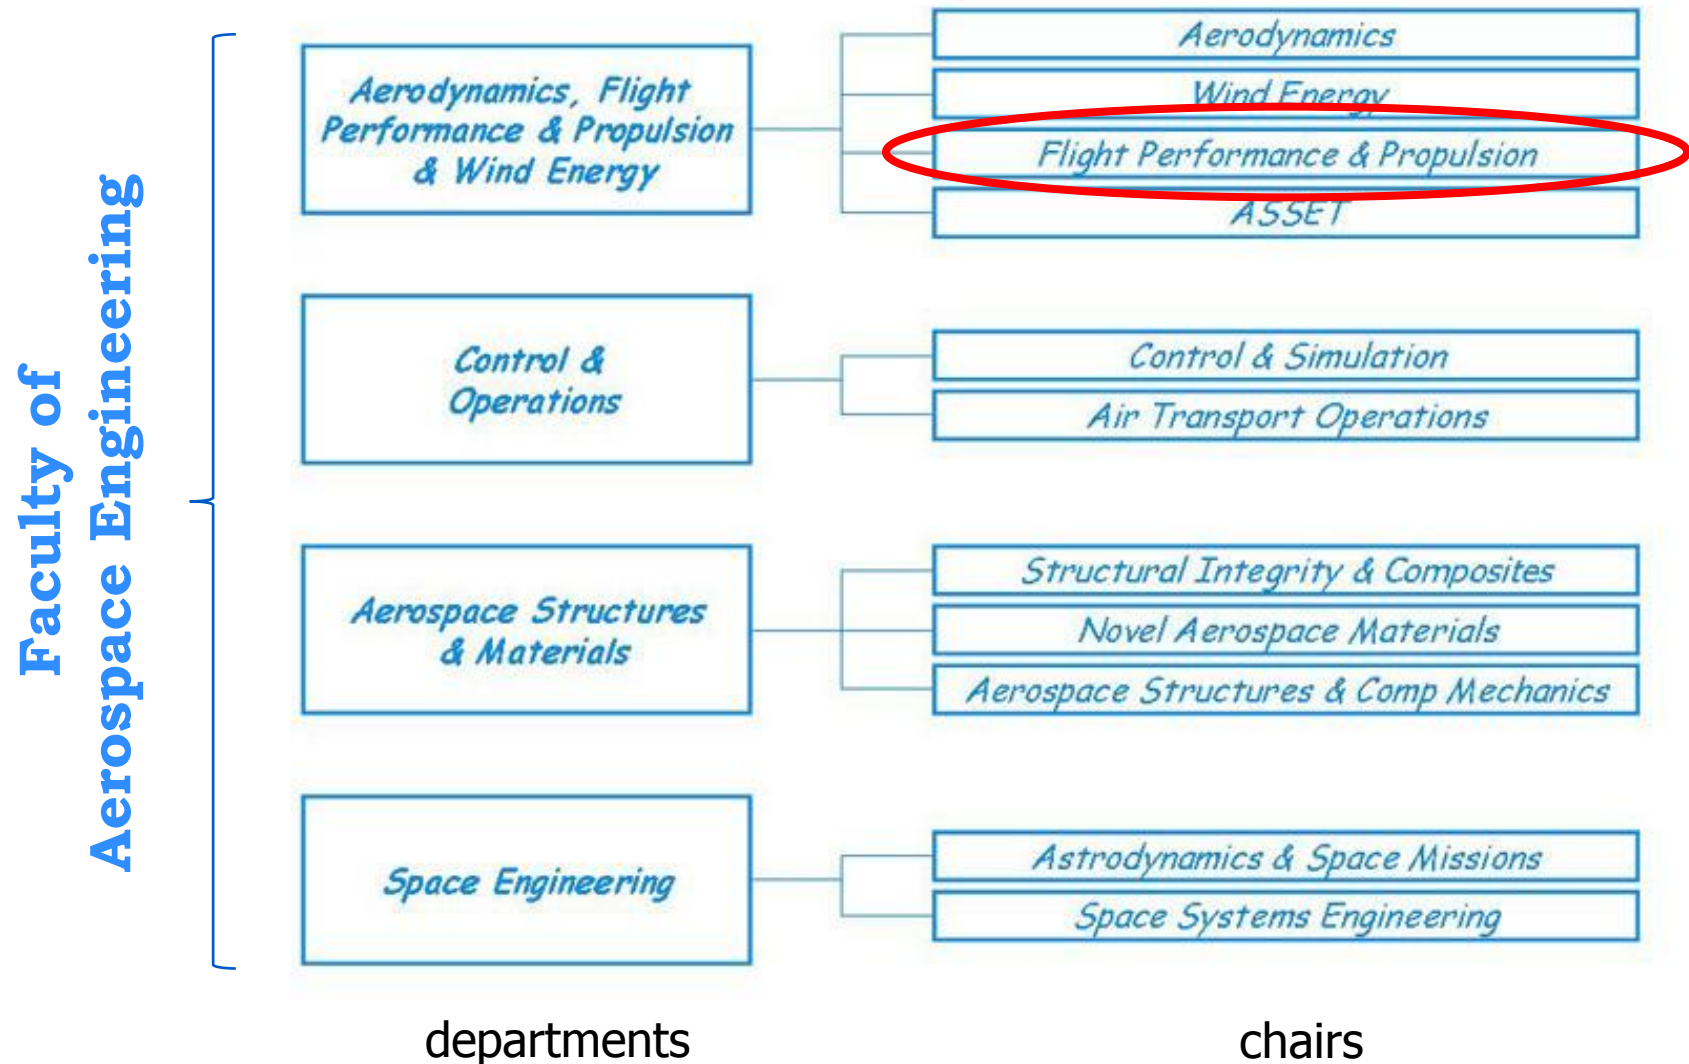 Faculty of
Aerospace Engineering
Aerodynamics, Flight
Performance & Propulsion
& Wind Energy
Aerodynamics
Wind Energy
Flight Performance & Propulsion
ASSET
Control &
Operations
Control & Simulation
Air Transport Operations
Aerospace Structures
& Materials
Structural Integrity & Composites
Novel Aerospace Materials
Aerospace Structures & Comp Mechanics
Space Engineering
Astrodynamics & Space Missions
Space Systems Engineering
departments
chairs